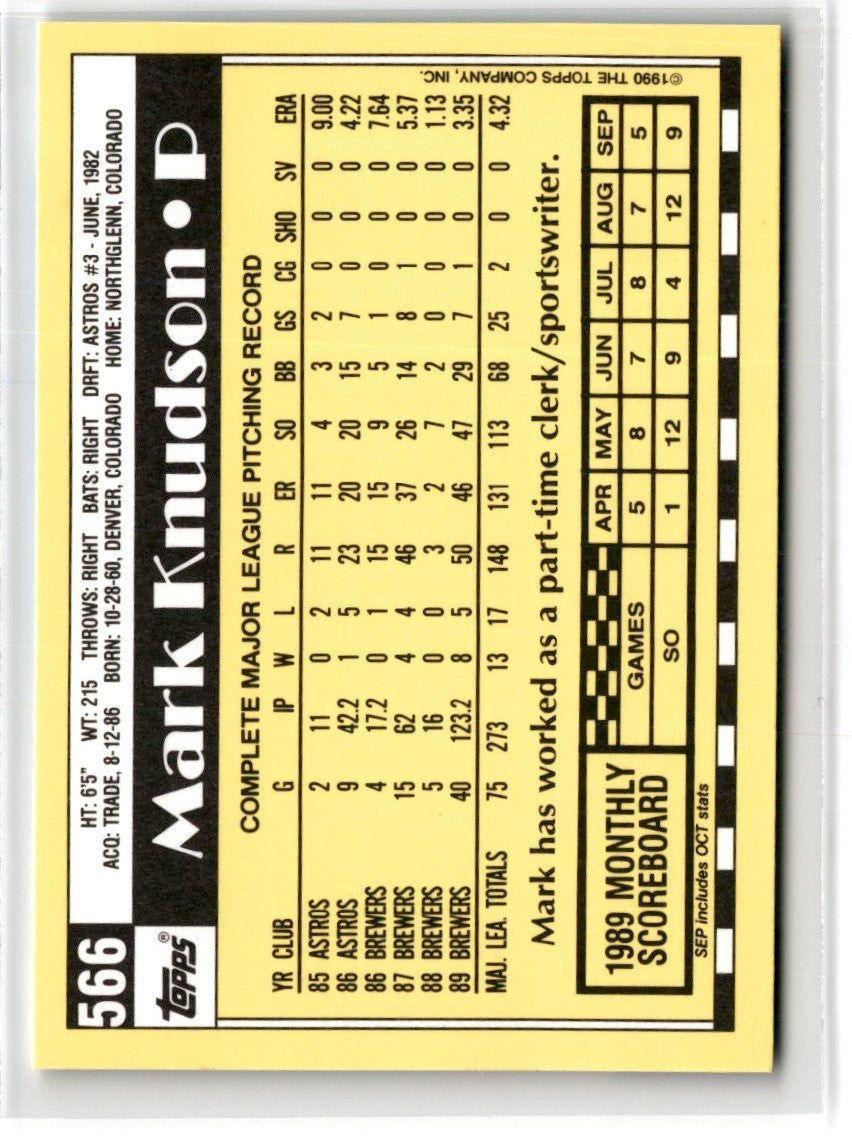 566
HT: 6'5" WT: 215 THROWS: RIGHT BATS: RIGHT DRFT: ASTROS #3 - JUNE, 1982
ACQ: TRADE, 8-12-86 BORN: 10-28-60, DENVER, COLORADO HOME: NORTHGLENN, COLORADO
topps®
Mark Knudson • P
COMPLETE MAJOR LEAGUE PITCHING RECORD
YR CLUB G IP W L R ER SO BB GS CG SHO SV ERA
85 ASTROS 2 11 0 2 11 11 4 3 2 0 0 0 9.00
86 ASTROS 9 42.2 1 5 23 20 20 15 7 0 0 0 4.22
86 BREWERS 4 17.2 0 1 15 15 9 5 1 0 0 0 7.64
87 BREWERS 15 62 4 4 46 37 26 14 8 1 0 0 5.37
88 BREWERS 5 16 0 0 3 2 7 2 0 0 0 0 1.13
89 BREWERS 40 123.2 8 5 50 46 47 29 7 1 0 0 3.35
MAJ. LEA. TOTALS 75 273 13 17 148 131 113 68 25 2 0 0 4.32
Mark has worked as a part-time clerk/sportswriter.
1989 MONTHLY
SCOREBOARD
APR MAY JUN JUL AUG SEP
GAMES 5 8 7 8 7 5
SO 1 12 9 4 12 9
SEP includes OCT stats
©1990 THE TOPPS COMPANY, INC.